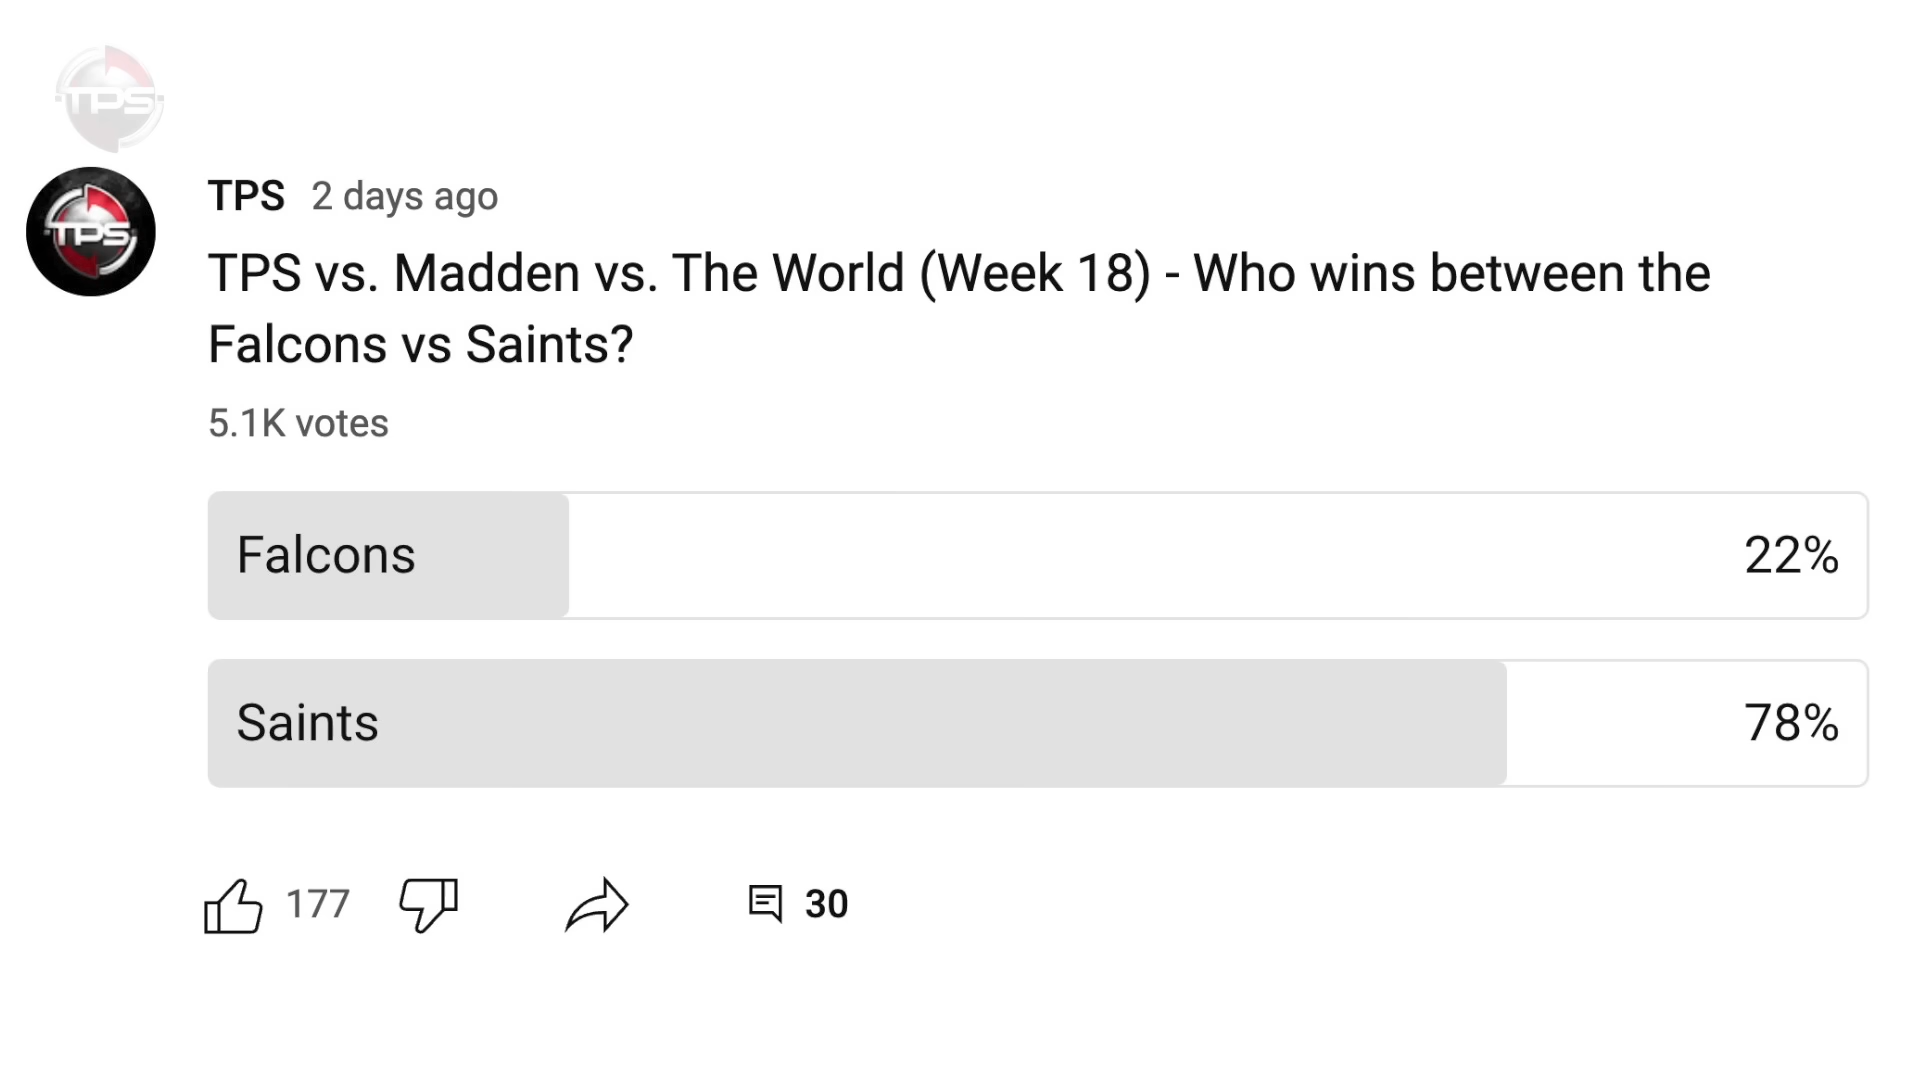 TPS
TPS
TPS 2 days ago
TPS vs. Madden vs. The World (Week 18) - Who wins between the
Falcons vs Saints?
5.1K votes
Falcons 22%
Saints 78%
177 30